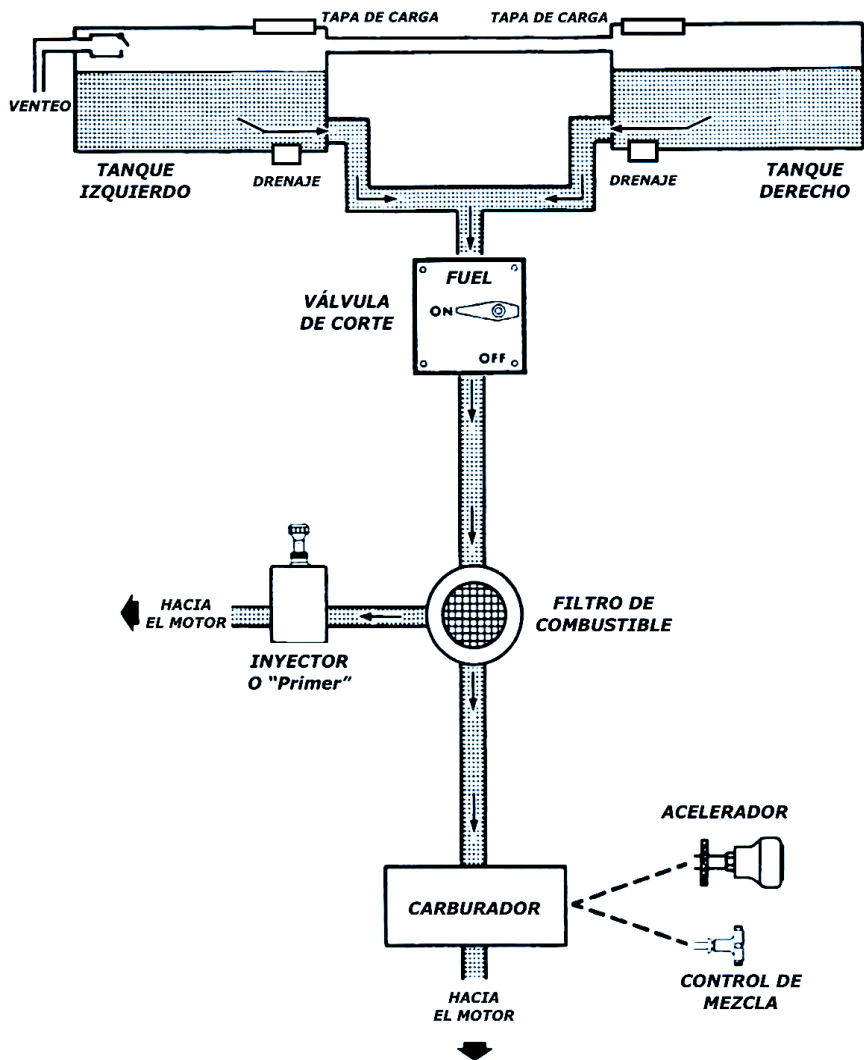 TAPA DE CARGA
TAPA DE CARGA
VENTEO
TANQUE
IZQUIERDO
DRENAJE
DRENAJE
TANQUE
DERECHO
FUEL
ON
OFF
VÁLVULA
DE CORTE
HACIA
EL MOTOR
INYECTOR
O “Primer”
FILTRO DE
COMBUSTIBLE
ACELERADOR
CARBURADOR
CONTROL DE
MEZCLA
HACIA
EL MOTOR